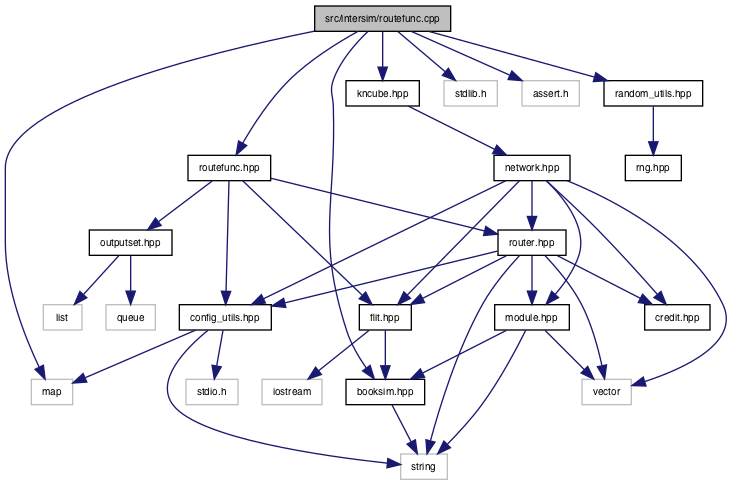 src/intersim/routefunc.cpp
kncube.hpp
stdlib.h
assert.h
random_utils.hpp
routefunc.hpp
network.hpp
rng.hpp
outputset.hpp
router.hpp
list
queue
config_utils.hpp
flit.hpp
module.hpp
credit.hpp
map
stdio.h
iostream
booksim.hpp
vector
string